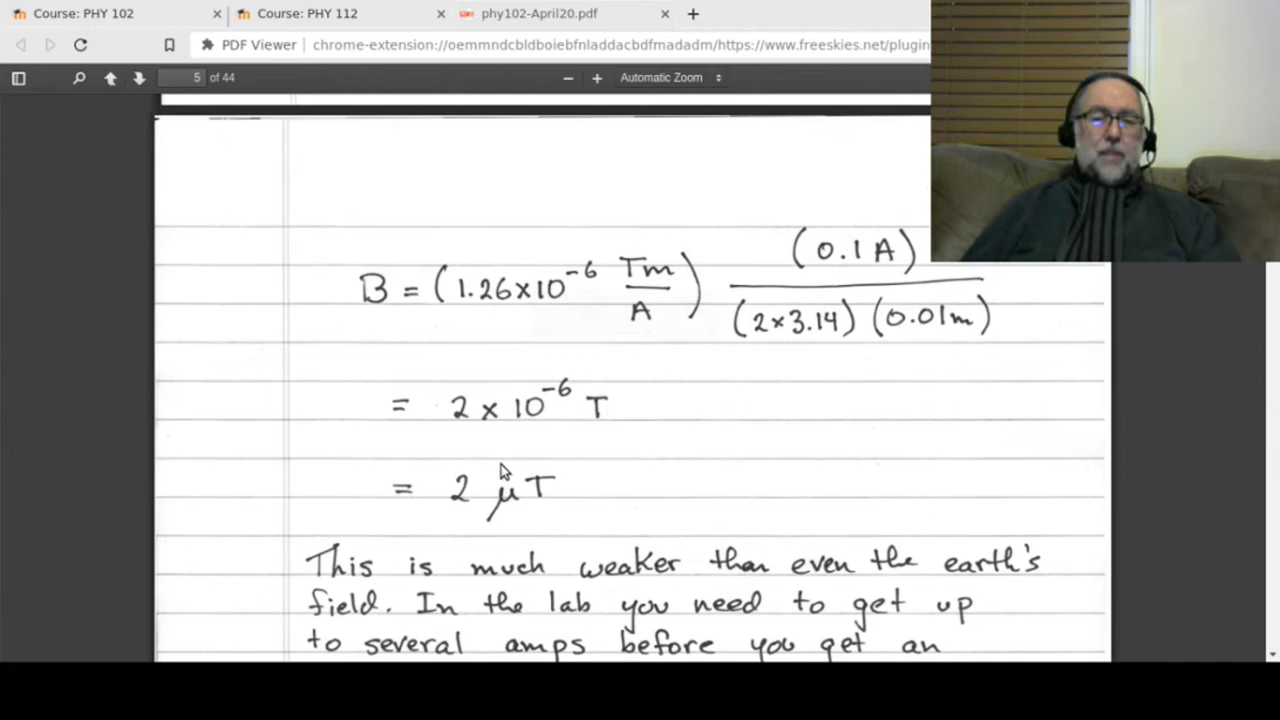 Course: PHY 102
Course: PHY 112
phy102-April20.pdf
PDF Viewer
chrome-extension://oemmndcbldboiebfnladdacbdfmadadm/https://www.freeskies.net/plugin
5 of 44
Automatic Zoom
B = (1.26×10⁻⁶ Tm/A) (0.1 A)/((2×3.14) (0.01m))
= 2 × 10⁻⁶ T
= 2 μT
This is much weaker than even the earth's
field. In the lab you need to get up
to several amps before you get an